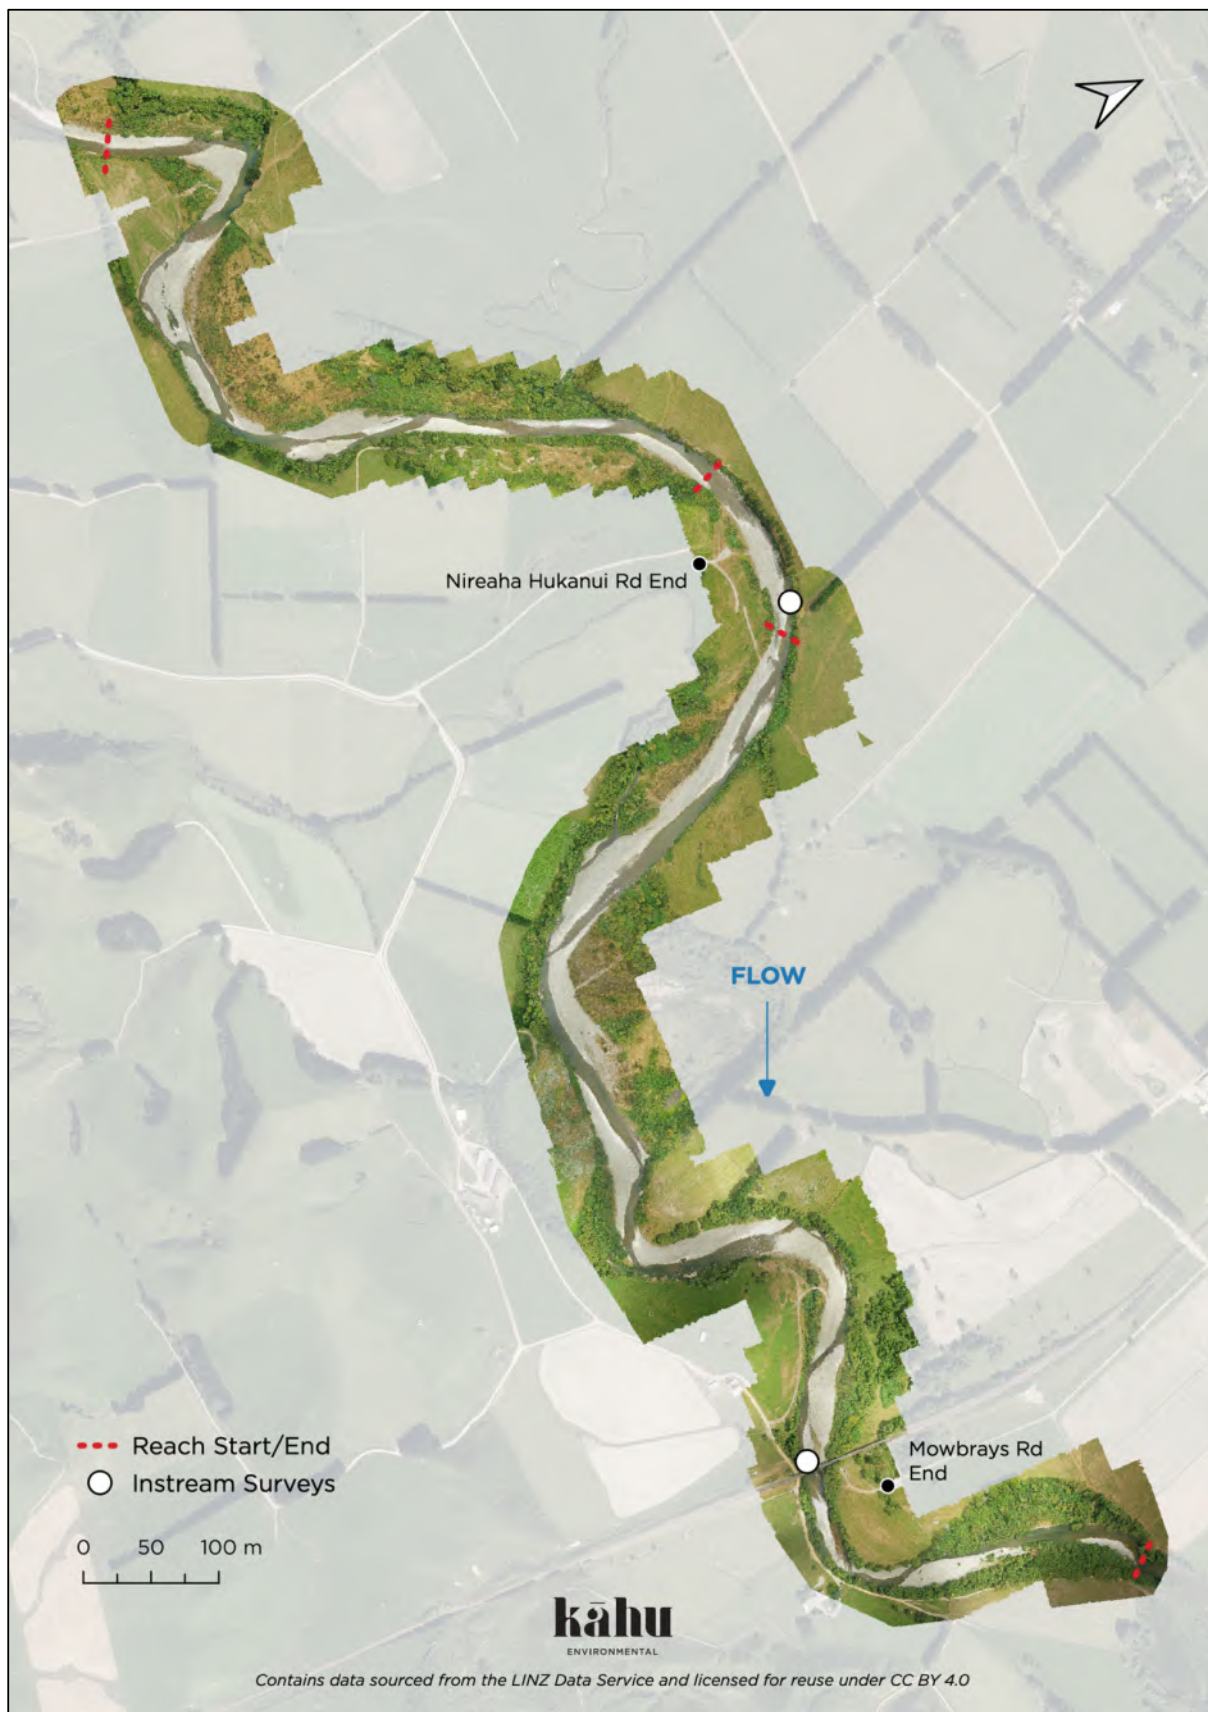 Nireaha Hukanui Rd End
FLOW
Mowbrays Rd
End
Reach Start/End
Instream Surveys
0 50 100 m
kāhu
ENVIRONMENTAL
Contains data sourced from the LINZ Data Service and licensed for reuse under CC BY 4.0